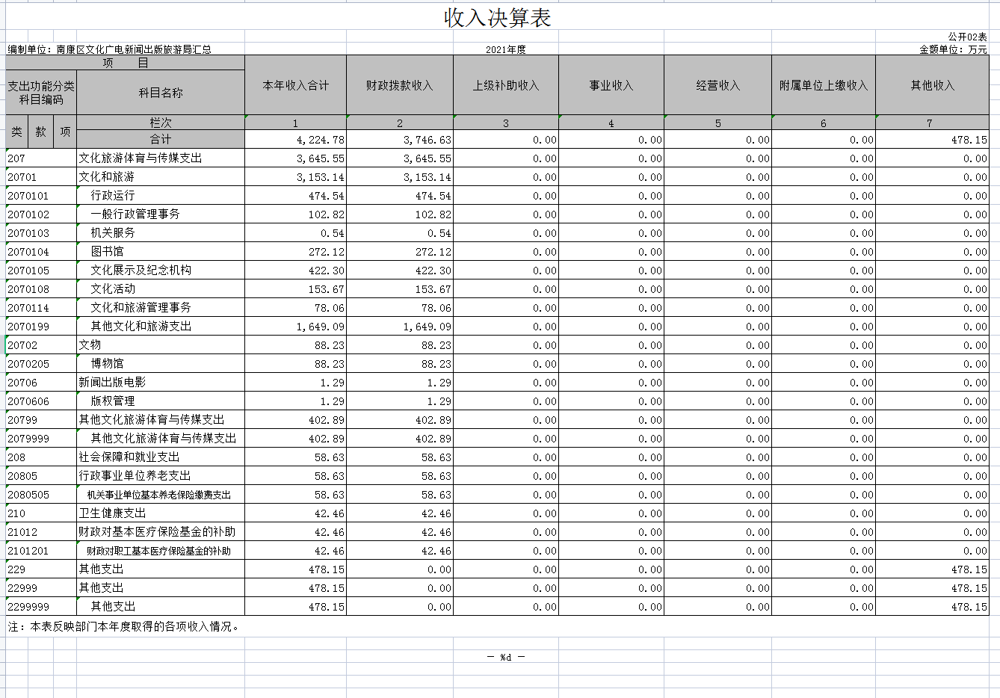 收入决算表
公开02表
编制单位：南康区文化广电新闻出版旅游局汇总 2021年度 金额单位：万元
项 目 本年收入合计 财政拨款收入 上级补助收入 事业收入 经营收入 附属单位上缴收入 其他收入
支出功能分类科目编码 科目名称
类 款 项 栏次 1 2 3 4 5 6 7
合计 4,224.78 3,746.63 0.00 0.00 0.00 0.00 478.15
207 文化旅游体育与传媒支出 3,645.55 3,645.55 0.00 0.00 0.00 0.00 0.00
20701 文化和旅游 3,153.14 3,153.14 0.00 0.00 0.00 0.00 0.00
2070101 行政运行 474.54 474.54 0.00 0.00 0.00 0.00 0.00
2070102 一般行政管理事务 102.82 102.82 0.00 0.00 0.00 0.00 0.00
2070103 机关服务 0.54 0.54 0.00 0.00 0.00 0.00 0.00
2070104 图书馆 272.12 272.12 0.00 0.00 0.00 0.00 0.00
2070105 文化展示及纪念机构 422.30 422.30 0.00 0.00 0.00 0.00 0.00
2070108 文化活动 153.67 153.67 0.00 0.00 0.00 0.00 0.00
2070114 文化和旅游管理事务 78.06 78.06 0.00 0.00 0.00 0.00 0.00
2070199 其他文化和旅游支出 1,649.09 1,649.09 0.00 0.00 0.00 0.00 0.00
20702 文物 88.23 88.23 0.00 0.00 0.00 0.00 0.00
2070205 博物馆 88.23 88.23 0.00 0.00 0.00 0.00 0.00
20706 新闻出版电影 1.29 1.29 0.00 0.00 0.00 0.00 0.00
2070606 版权管理 1.29 1.29 0.00 0.00 0.00 0.00 0.00
20799 其他文化旅游体育与传媒支出 402.89 402.89 0.00 0.00 0.00 0.00 0.00
2079999 其他文化旅游体育与传媒支出 402.89 402.89 0.00 0.00 0.00 0.00 0.00
208 社会保障和就业支出 58.63 58.63 0.00 0.00 0.00 0.00 0.00
20805 行政事业单位养老支出 58.63 58.63 0.00 0.00 0.00 0.00 0.00
2080505 机关事业单位基本养老保险缴费支出 58.63 58.63 0.00 0.00 0.00 0.00 0.00
210 卫生健康支出 42.46 42.46 0.00 0.00 0.00 0.00 0.00
21012 财政对基本医疗保险基金的补助 42.46 42.46 0.00 0.00 0.00 0.00 0.00
2101201 财政对职工基本医疗保险基金的补助 42.46 42.46 0.00 0.00 0.00 0.00 0.00
229 其他支出 478.15 0.00 0.00 0.00 0.00 0.00 478.15
22999 其他支出 478.15 0.00 0.00 0.00 0.00 0.00 478.15
2299999 其他支出 478.15 0.00 0.00 0.00 0.00 0.00 478.15
注：本表反映部门本年度取得的各项收入情况。
— %d —